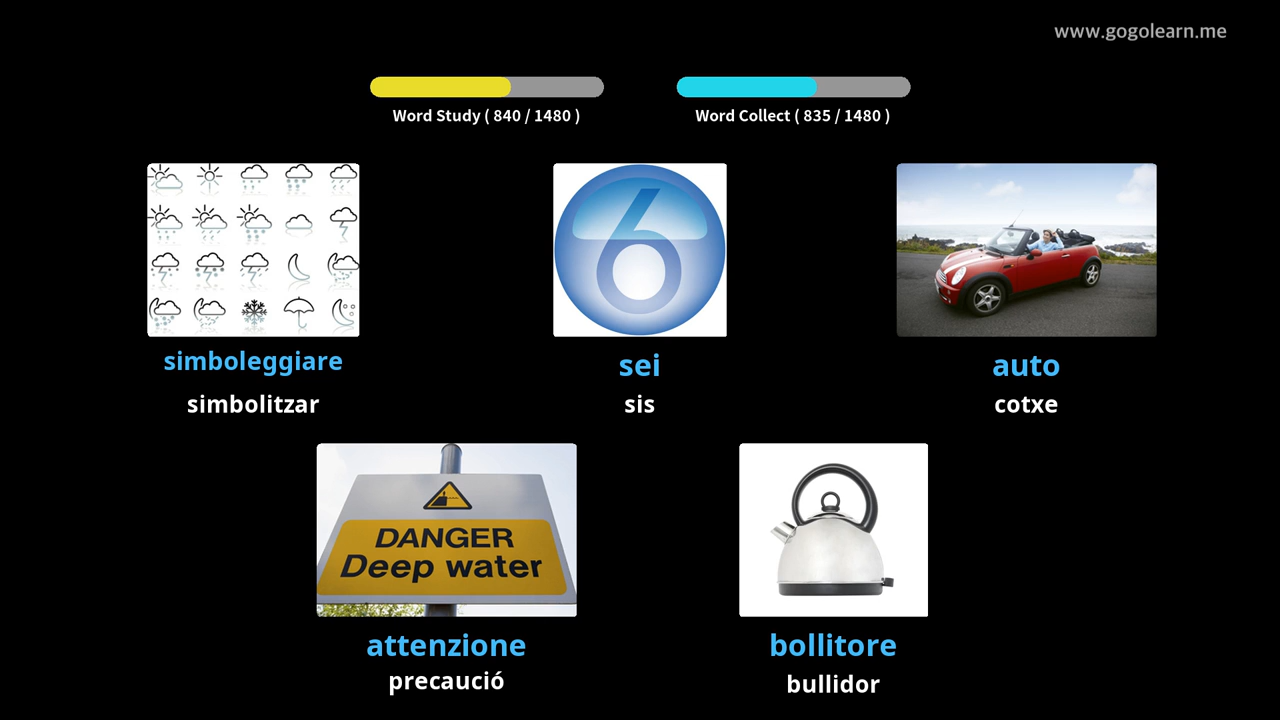 www.gogolearn.me
Word Study ( 840 / 1480 )
Word Collect ( 835 / 1480 )
6
simboleggiare
simbolitzar
sei
sis
auto
cotxe
DANGER
Deep water
attenzione
precaució
bollitore
bullidor